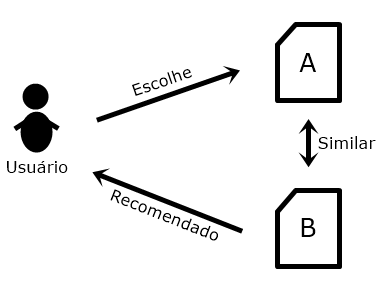 Escolhe
A
Usuário
Similar
Recomendado
B